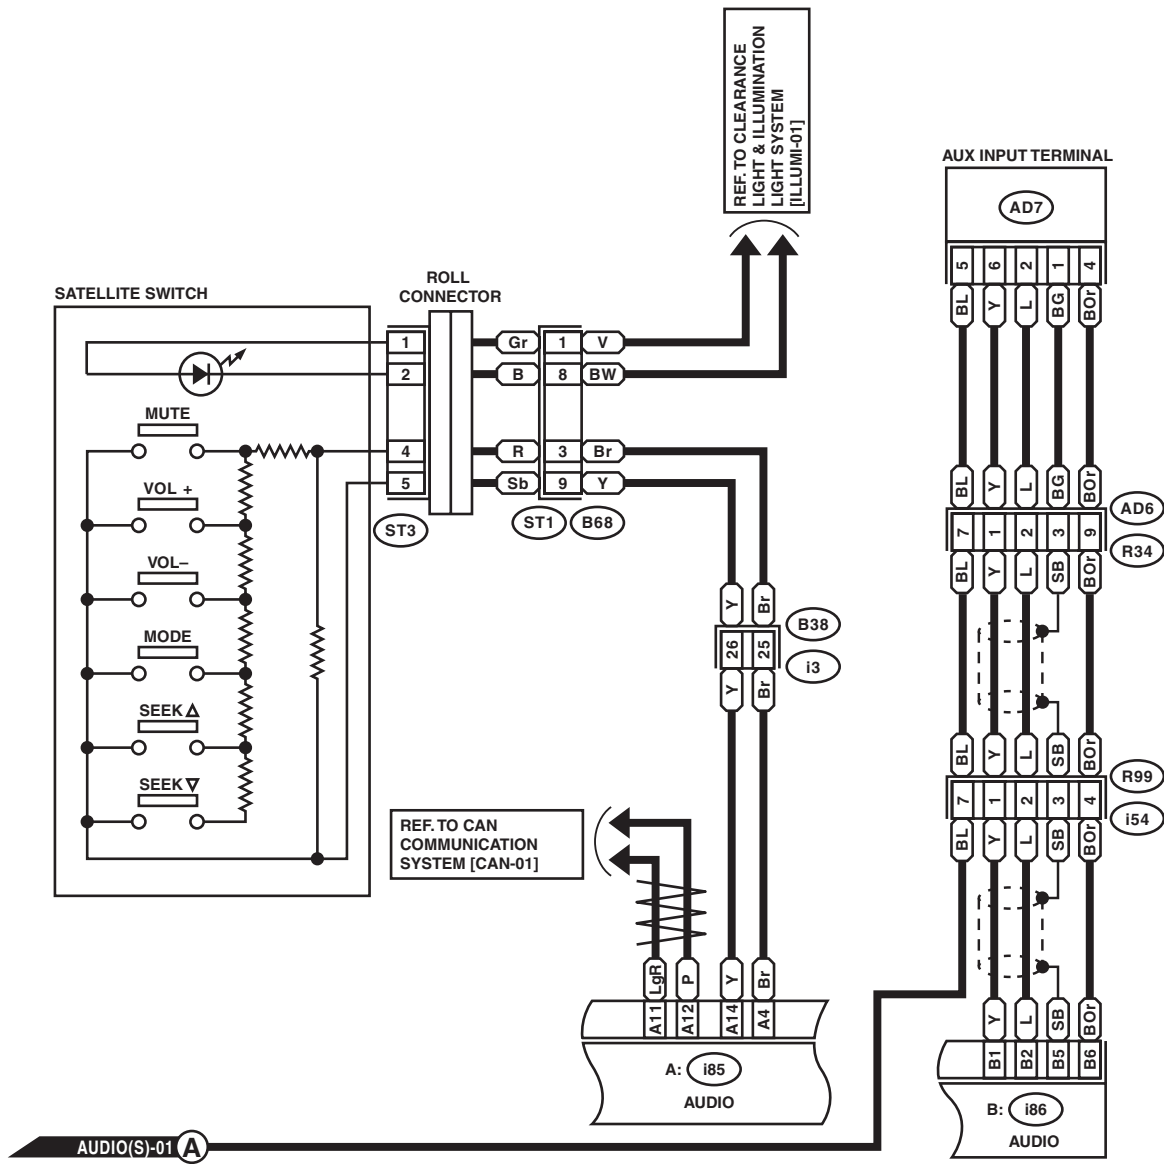 REF. TO CLEARANCE
LIGHT & ILLUMINATION
LIGHT SYSTEM
[ILLUMI-01]
AUX INPUT TERMINAL
AD7
5 6 2 1 4
BL Y L BG BOr
ROLL
CONNECTOR
SATELLITE SWITCH
1 Gr 1 V
2 B 8 BW
MUTE
4 R 3 Br
5 Sb 9 Y
VOL +
ST3 ST1 B68
BL Y L BG BOr
AD6
7 1 2 3 9
R34
BL Y L SB BOr
VOL–
Y Br
B38
26 25
i3
Y Br
MODE
SEEK △
SEEK ▽
BL Y L SB BOr
R99
7 1 2 3 4
i54
BL Y L SB BOr
REF. TO CAN
COMMUNICATION
SYSTEM [CAN-01]
LgR P Y Br
A11 A12 A14 A4
A: i85
AUDIO
Y L SB BOr
B1 B2 B5 B6
B: i86
AUDIO
AUDIO(S)-01 A